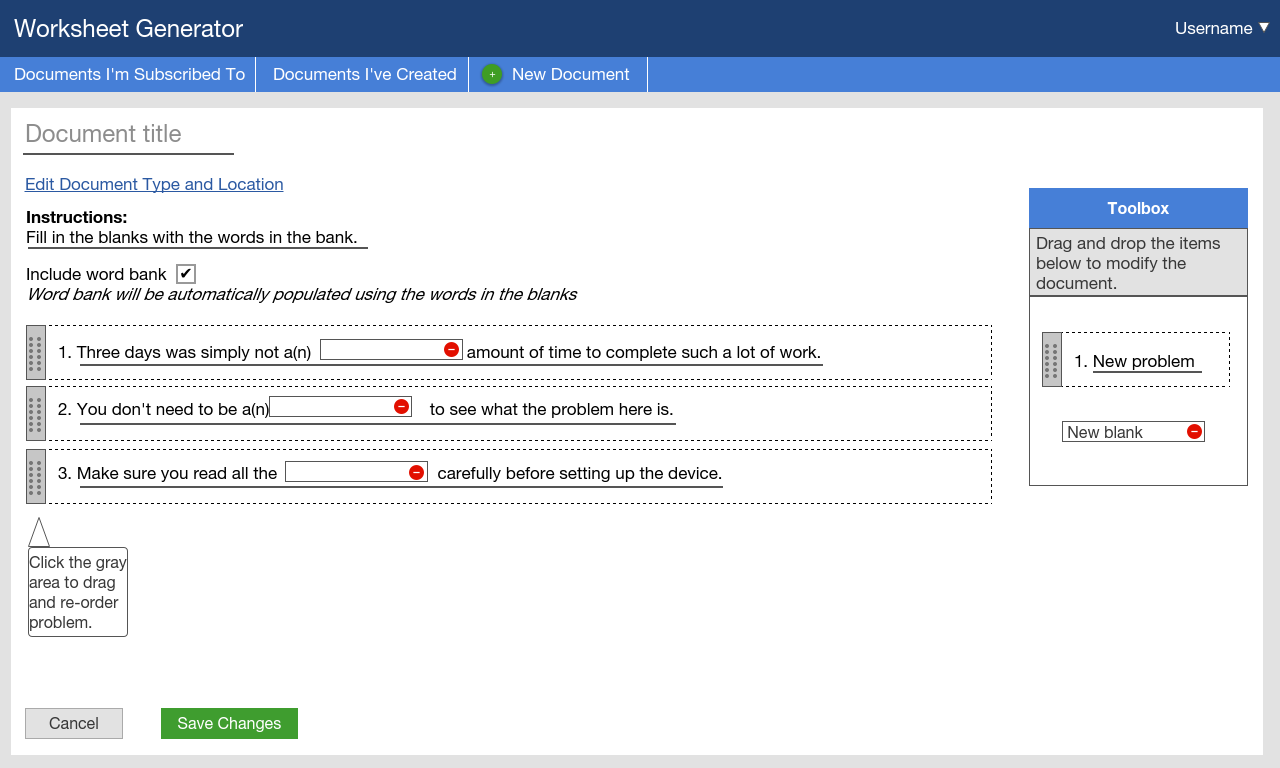 Worksheet Generator
Username ▼
Documents I'm Subscribed To
Documents I've Created
+ New Document
Document title
Edit Document Type and Location
Instructions:
Fill in the blanks with the words in the bank.
Include word bank ✔
Word bank will be automatically populated using the words in the blanks
1. Three days was simply not a(n) amount of time to complete such a lot of work.
2. You don't need to be a(n) to see what the problem here is.
3. Make sure you read all the carefully before setting up the device.
Click the gray
area to drag
and re-order
problem.
Toolbox
Drag and drop the items
below to modify the
document.
1. New problem
New blank
Cancel
Save Changes